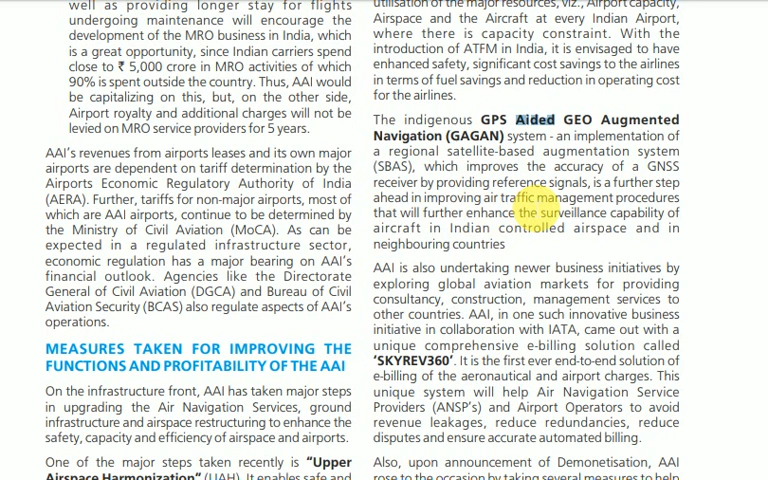 well as providing longer stay for flights
undergoing maintenance will encourage the
development of the MRO business in India, which
is a great opportunity, since Indian carriers spend
close to ₹ 5,000 crore in MRO activities of which
90% is spent outside the country. Thus, AAI would
be capitalizing on this, but, on the other side,
Airport royalty and additional charges will not be
levied on MRO service providers for 5 years.
AAI's revenues from airports leases and its own major
airports are dependent on tariff determination by the
Airports Economic Regulatory Authority of India
(AERA). Further, tariffs for non-major airports, most of
which are AAI airports, continue to be determined by
the Ministry of Civil Aviation (MoCA). As can be
expected in a regulated infrastructure sector,
economic regulation has a major bearing on AAI's
financial outlook. Agencies like the Directorate
General of Civil Aviation (DGCA) and Bureau of Civil
Aviation Security (BCAS) also regulate aspects of AAI's
operations.
MEASURES TAKEN FOR IMPROVING THE
FUNCTIONS AND PROFITABILITY OF THE AAI
On the infrastructure front, AAI has taken major steps
in upgrading the Air Navigation Services, ground
infrastructure and airspace restructuring to enhance the
safety, capacity and efficiency of airspace and airports.
One of the major steps taken recently is "Upper
Airspace Harmonization" (UAH). It enables safe and
utilisation of the major resources, viz., Airport capacity,
Airspace and the Aircraft at every Indian Airport,
where there is capacity constraint. With the
introduction of ATFM in India, it is envisaged to have
enhanced safety, significant cost savings to the airlines
in terms of fuel savings and reduction in operating cost
for the airlines.
The indigenous GPS Aided GEO Augmented
Navigation (GAGAN) system - an implementation of
a regional satellite-based augmentation system
(SBAS), which improves the accuracy of a GNSS
receiver by providing reference signals, is a further step
ahead in improving air traffic management procedures
that will further enhance the surveillance capability of
aircraft in Indian controlled airspace and in
neighbouring countries
AAI is also undertaking newer business initiatives by
exploring global aviation markets for providing
consultancy, construction, management services to
other countries. AAI, in one such innovative business
initiative in collaboration with IATA, came out with a
unique comprehensive e-billing solution called
'SKYREV360'. It is the first ever end-to-end solution of
e-billing of the aeronautical and airport charges. This
unique system will help Air Navigation Service
Providers (ANSP's) and Airport Operators to avoid
revenue leakages, reduce redundancies, reduce
disputes and ensure accurate automated billing.
Also, upon announcement of Demonetisation, AAI
rose to the occasion by taking several measures to help